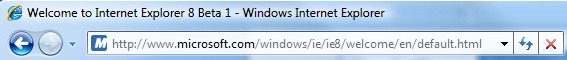 Welcome to Internet Explorer 8 Beta 1 - Windows Internet Explorer
M http://www.microsoft.com/windows/ie/ie8/welcome/en/default.html